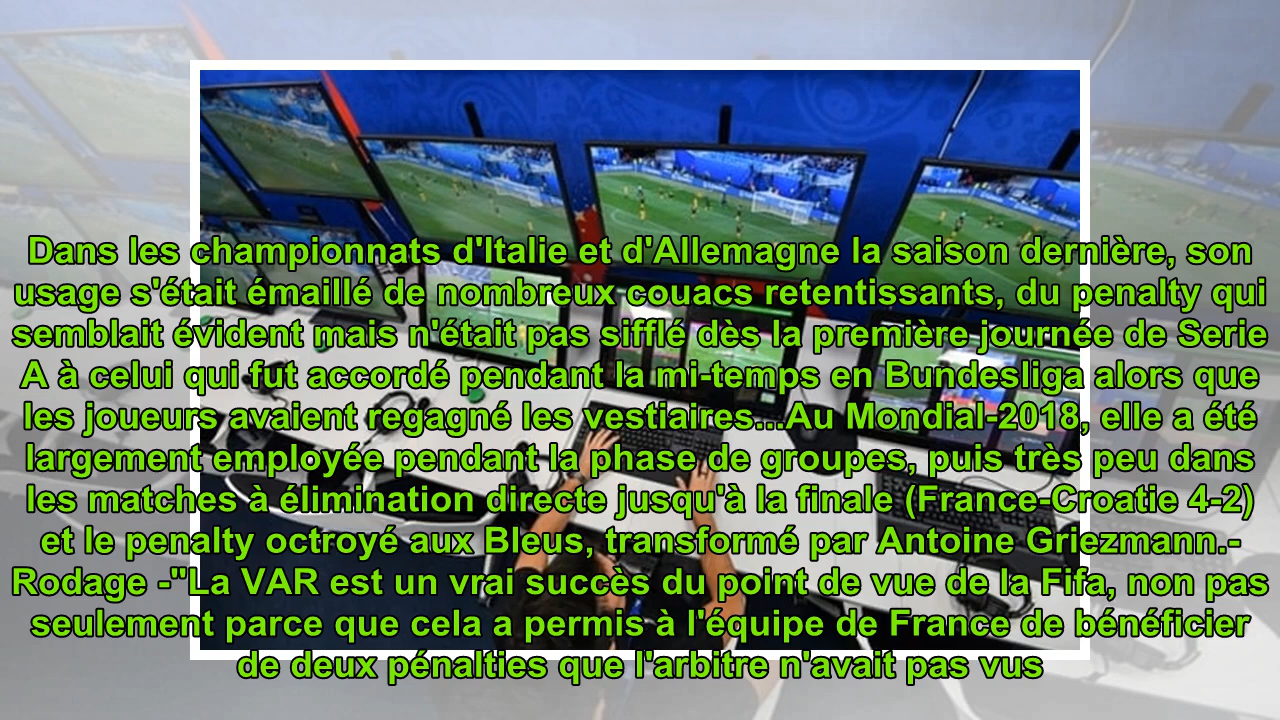 Dans les championnats d'Italie et d'Allemagne la saison dernière, son
usage s'était émaillé de nombreux couacs retentissants, du penalty qui
semblait évident mais n'était pas sifflé dès la première journée de Serie
A à celui qui fut accordé pendant la mi-temps en Bundesliga alors que
les joueurs avaient regagné les vestiaires...Au Mondial-2018, elle a été
largement employée pendant la phase de groupes, puis très peu dans
les matches à élimination directe jusqu'à la finale (France-Croatie 4-2)
et le penalty octroyé aux Bleus, transformé par Antoine Griezmann.-
Rodage -"La VAR est un vrai succès du point de vue de la Fifa, non pas
seulement parce que cela a permis à l'équipe de France de bénéficier
de deux pénalties que l'arbitre n'avait pas vus